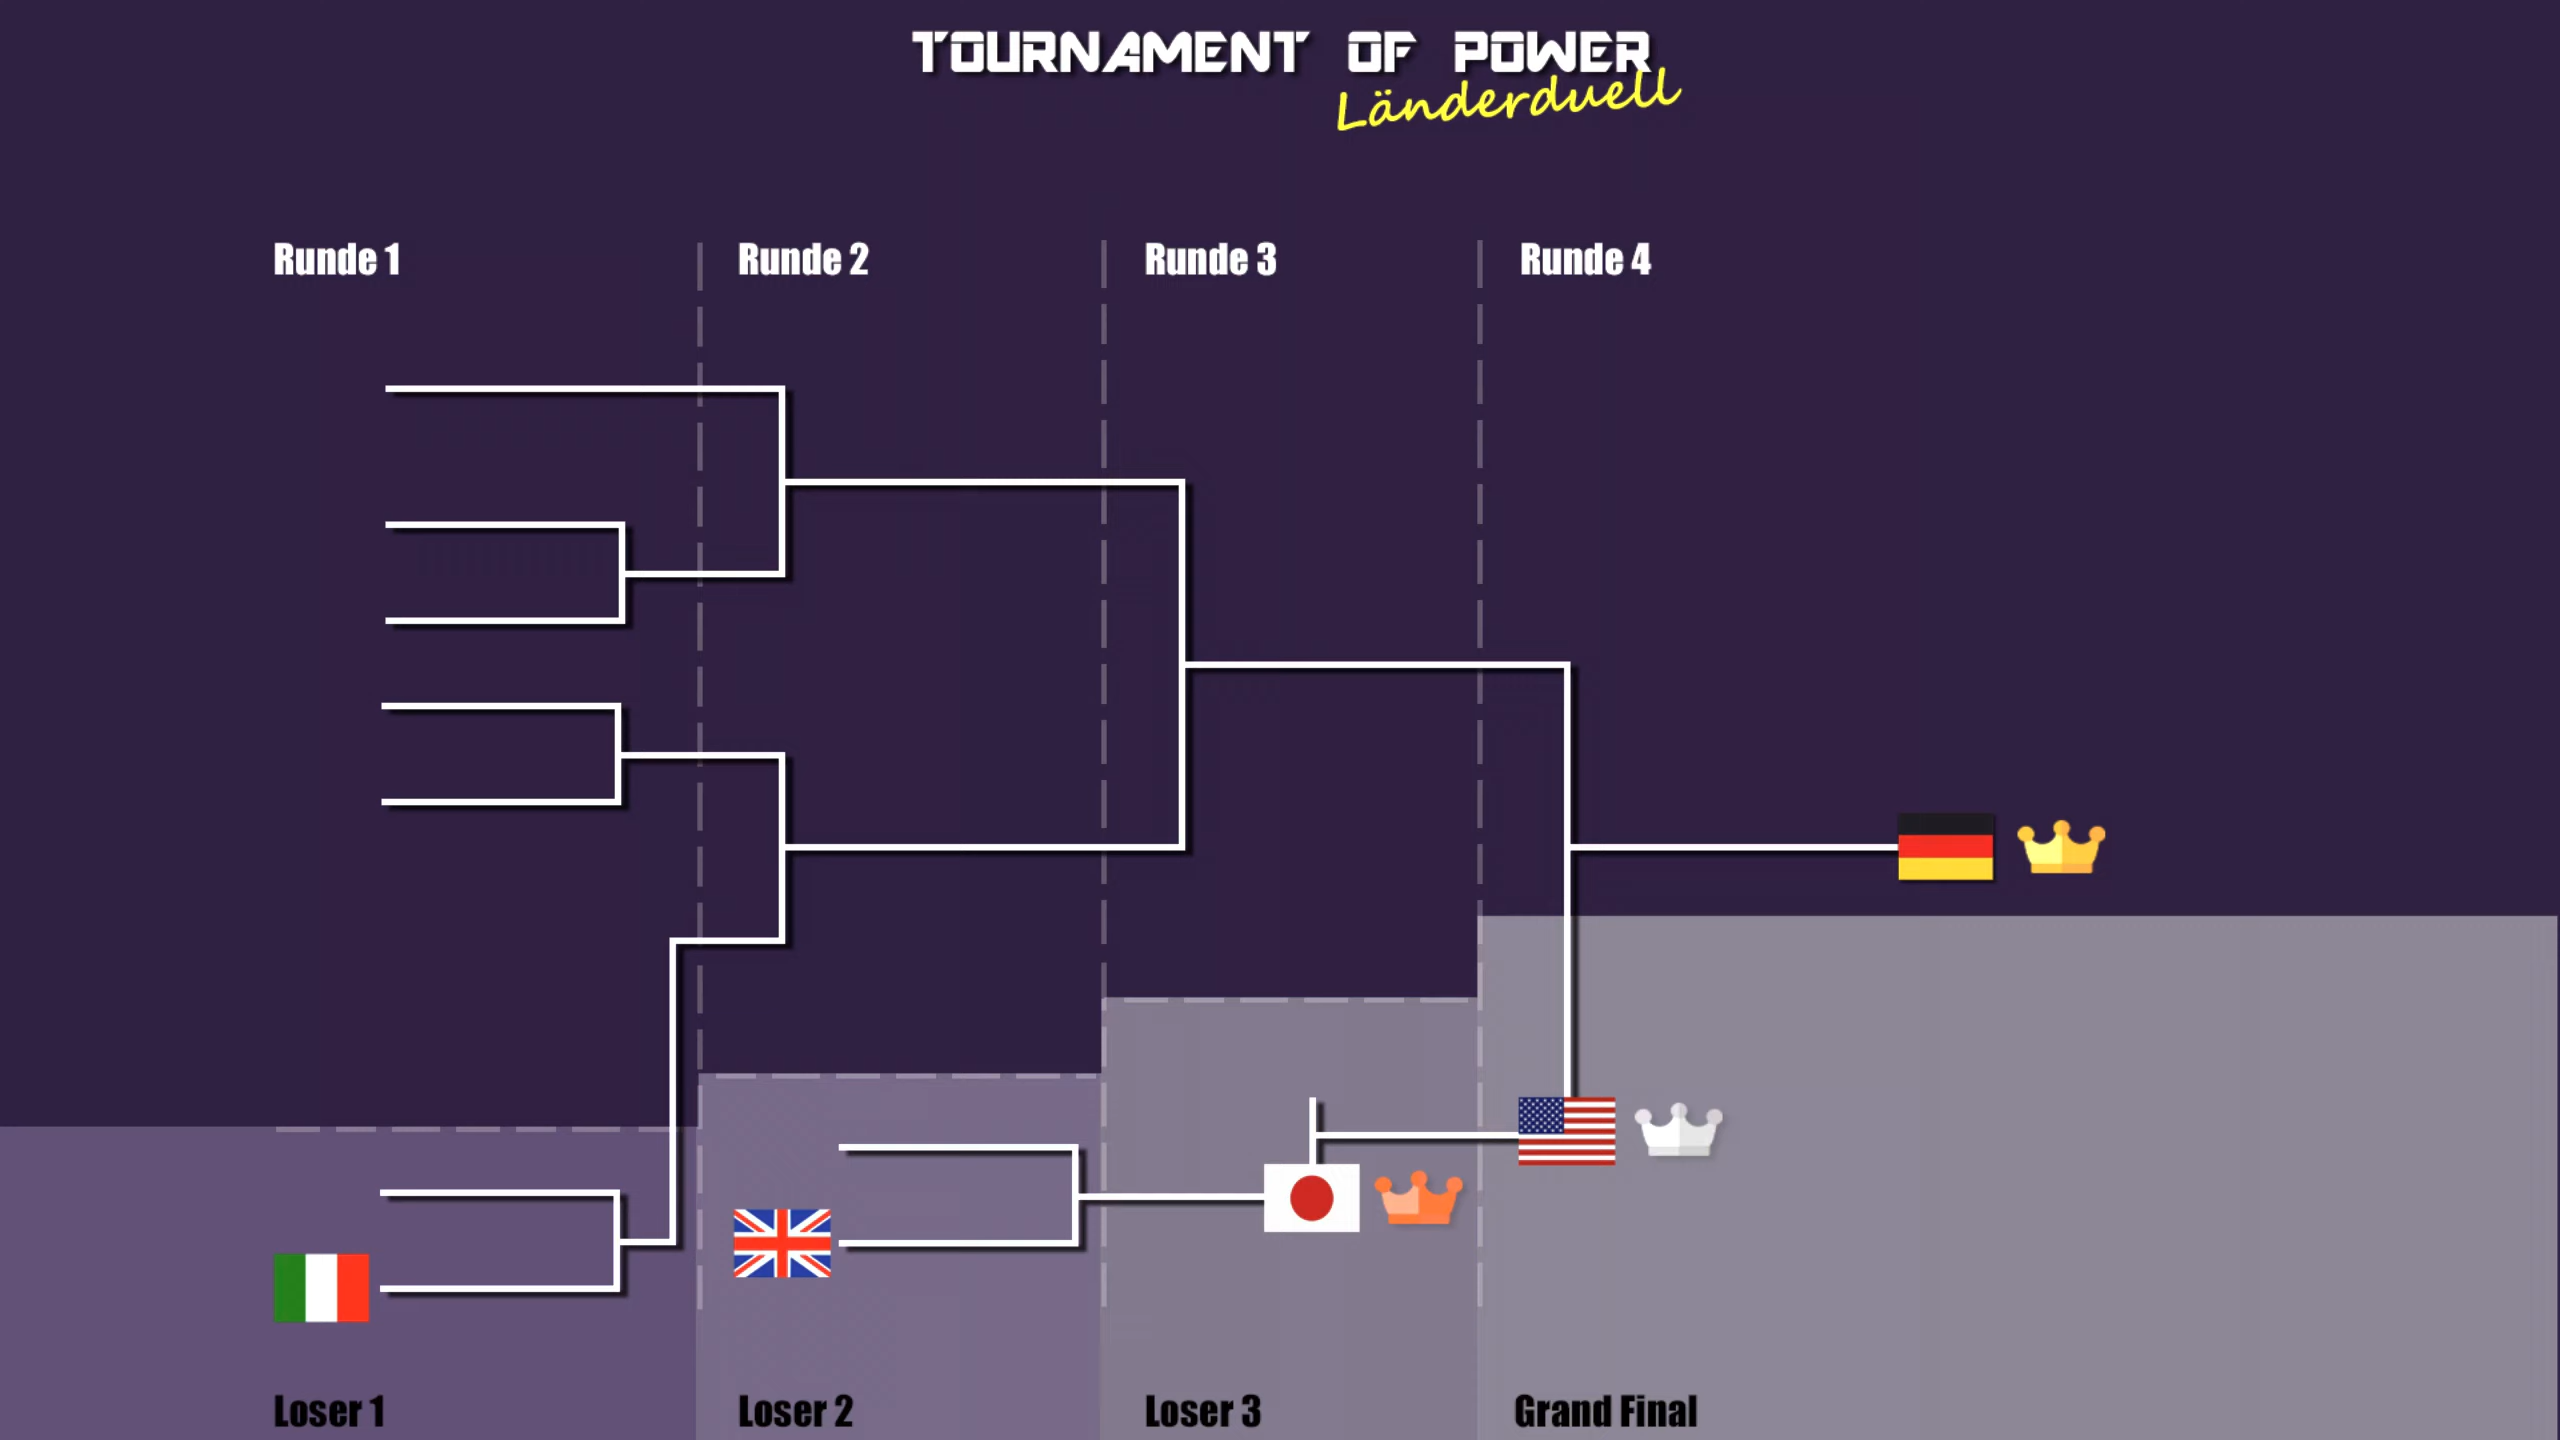 TOURNAMENT OF POWER
Länderduell
Runde 1
Runde 2
Runde 3
Runde 4
Loser 1
Loser 2
Loser 3
Grand Final